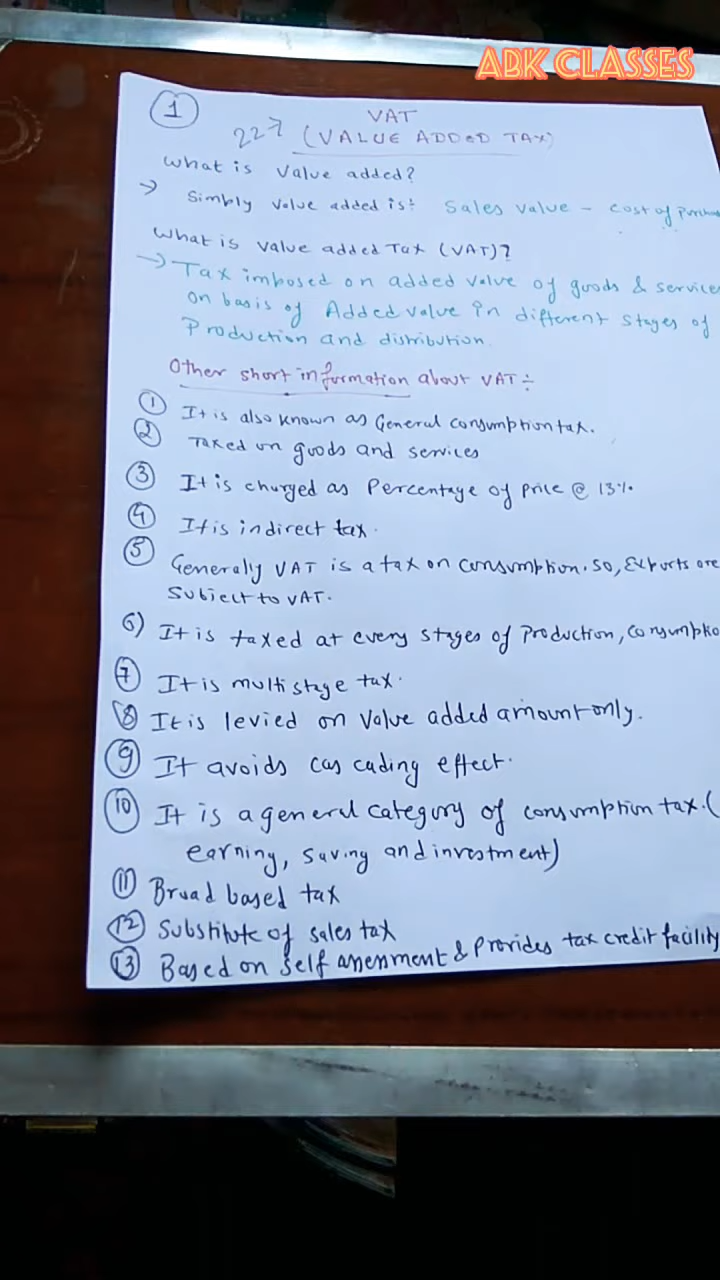 ABK CLASSES
1
VAT
22>
(VALUE ADDED TAX)
What is Value added?
→ Simbly Value added is: Sales value - cost of Purchase
What is Value added Tax (VAT)?
→ Tax imbosed on added value of goods & service
on basis of Added value in different stages of
Production and distribution.
Other short information about VAT÷
① It is also known as General consumption tax.
② Taxed on goods and services
③ It is charged as Percentage of price @ 13%
④ It is indirect tax.
⑤ Generaly VAT is a tax on consumption. so, Exports are
subject to VAT.
6) It is taxed at every stages of Production, consumptio
⑦ It is multistage tax.
⑧ It is levied on Value added amount only.
⑨ It avoids cas cading effect.
⑩ It is a general category of consumption tax. (
earning, saving and investment)
⑪ Broad based tax
⑫ Substitute of sales tax
⑬ Based on self assessment & Provides tax credit facility